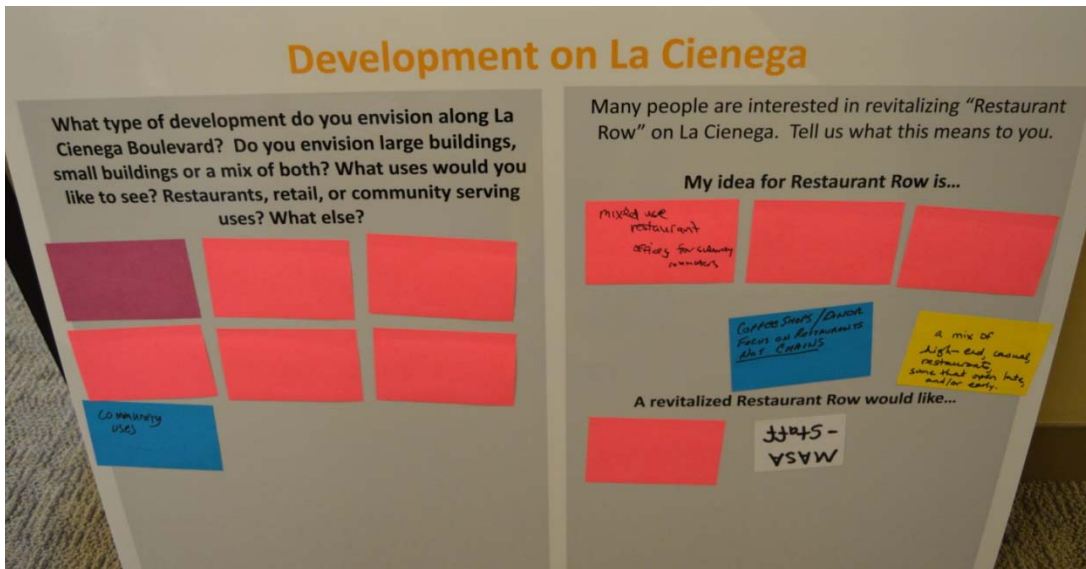 Development on La Cienega
What type of development do you envision along La
Cienega Boulevard? Do you envision large buildings,
small buildings or a mix of both? What uses would you
like to see? Restaurants, retail, or community serving
uses? What else?
Community
uses
Many people are interested in revitalizing “Restaurant
Row” on La Cienega. Tell us what this means to you.
My idea for Restaurant Row is...
mixed use
restaurant
offices for subway
commuters
COFFEE SHOPS /
FOCUS ON RESTAURANTS
NOT CHAINS
a mix of
high-end, casual,
restaurants,
some that open late,
and/or early.
A revitalized Restaurant Row would like...
MASA
- Staff